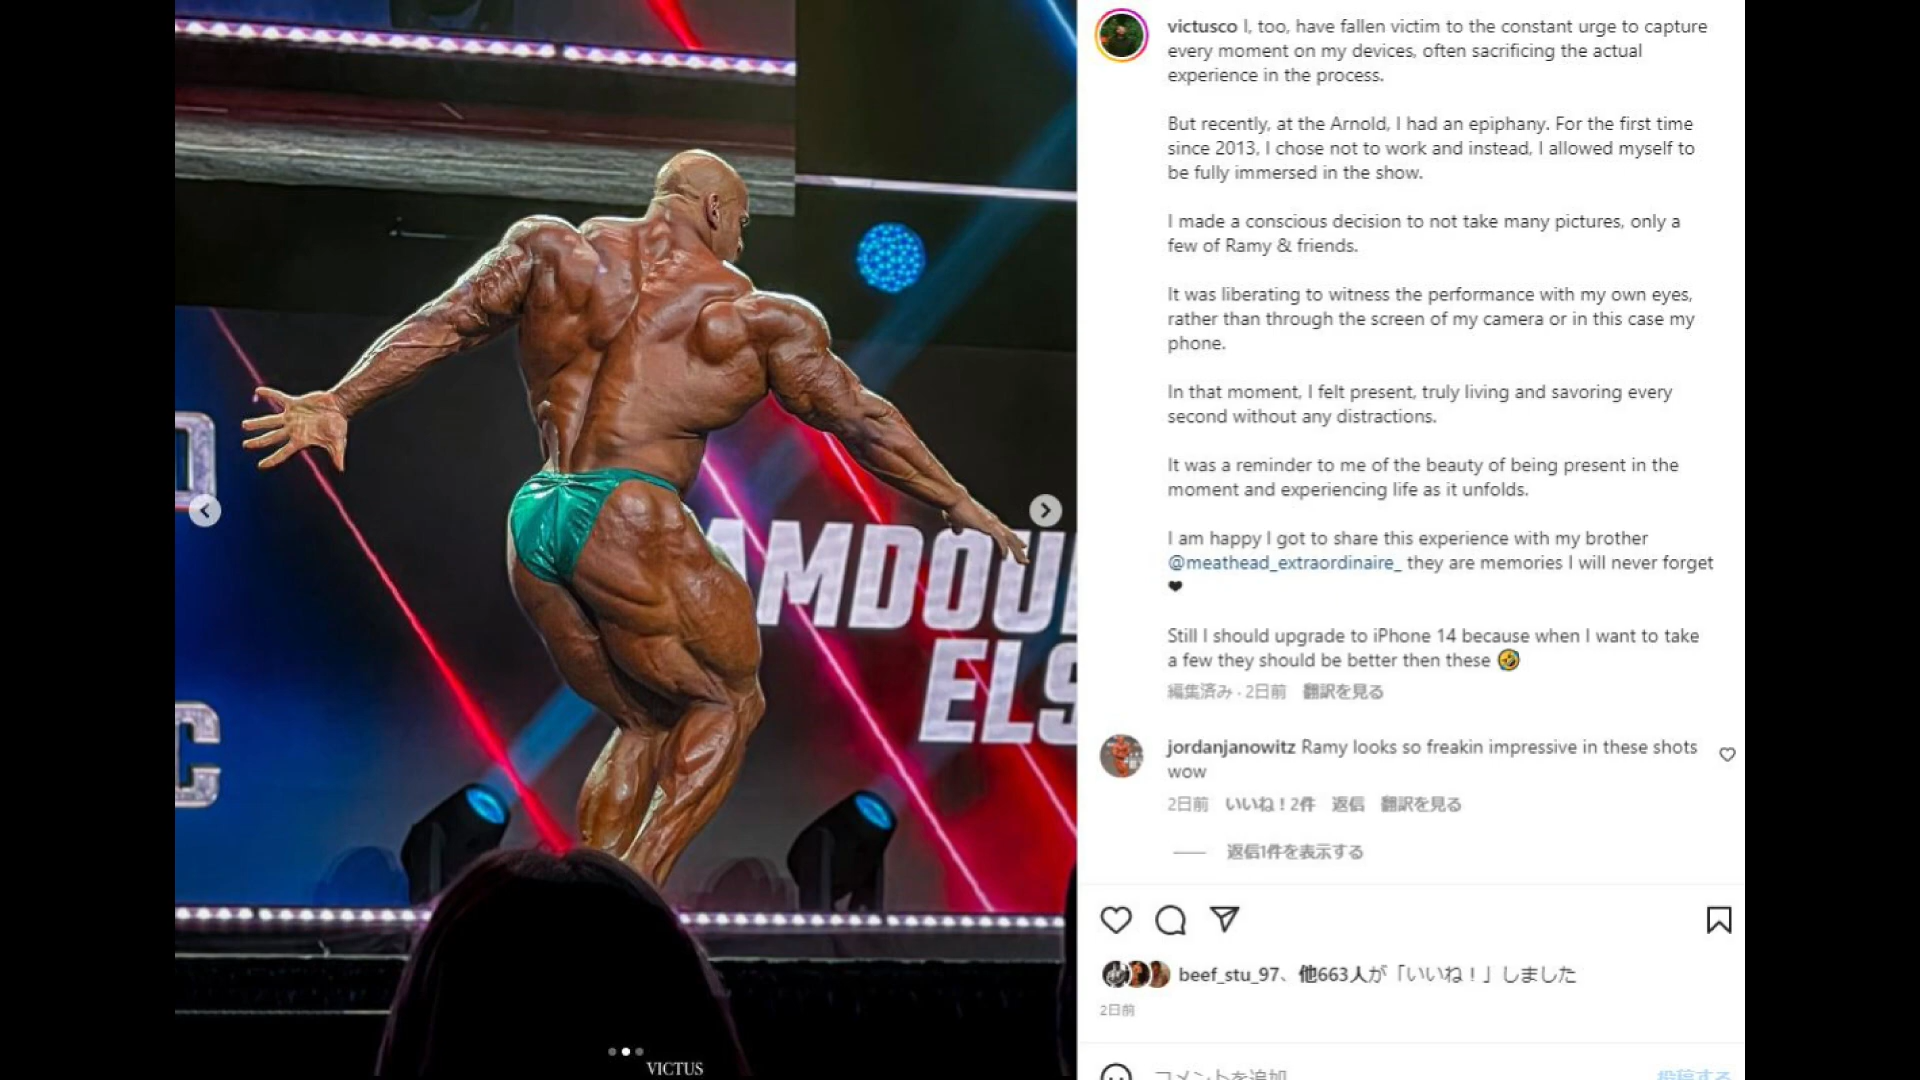 AMDOU
ELS
C
VICTUS
victusco I, too, have fallen victim to the constant urge to capture
every moment on my devices, often sacrificing the actual
experience in the process.
But recently, at the Arnold, I had an epiphany. For the first time
since 2013, I chose not to work and instead, I allowed myself to
be fully immersed in the show.
I made a conscious decision to not take many pictures, only a
few of Ramy & friends.
It was liberating to witness the performance with my own eyes,
rather than through the screen of my camera or in this case my
phone.
In that moment, I felt present, truly living and savoring every
second without any distractions.
It was a reminder to me of the beauty of being present in the
moment and experiencing life as it unfolds.
I am happy I got to share this experience with my brother
@meathead_extraordinaire_ they are memories I will never forget
🖤
Still I should upgrade to iPhone 14 because when I want to take
a few they should be better then these 🤣
編集済み · 2日前 翻訳を見る
jordanjanowitz Ramy looks so freakin impressive in these shots
wow
2日前 いいね！2件 返信 翻訳を見る
返信1件を表示する
beef_stu_97、他663人が「いいね！」しました
2日前
コメントを追加
投稿する